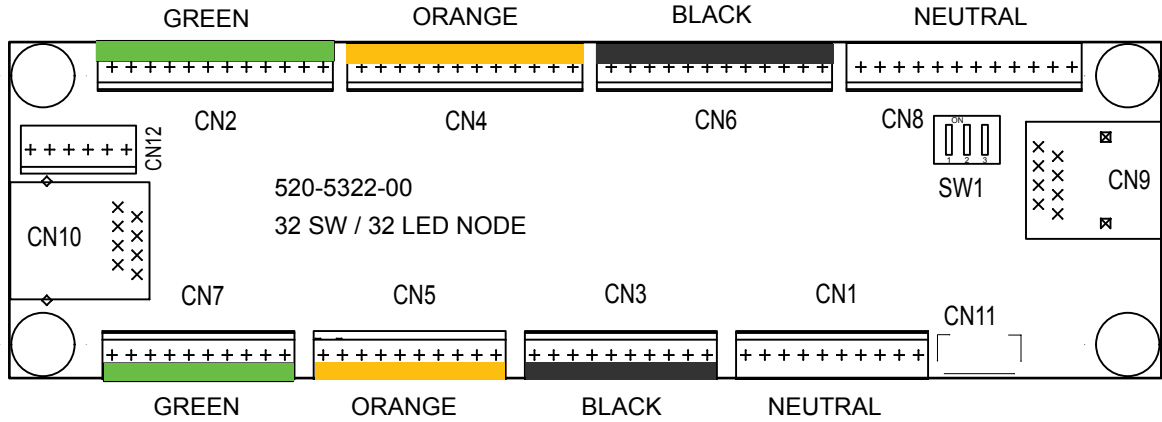 GREEN ORANGE BLACK NEUTRAL
CN2 CN4 CN6 CN8
CN12
ON
1 2 3
SW1
CN9
520-5322-00
32 SW / 32 LED NODE
CN10
CN7 CN5 CN3 CN1
CN11
GREEN ORANGE BLACK NEUTRAL